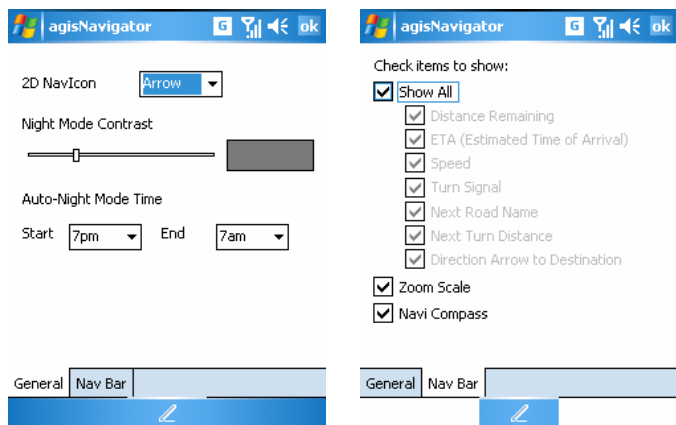 agisNavigator G ok
2D NavIcon Arrow
Night Mode Contrast
Auto-Night Mode Time
Start 7pm End 7am
General Nav Bar
agisNavigator G ok
Check items to show:
Show All
Distance Remaining
ETA (Estimated Time of Arrival)
Speed
Turn Signal
Next Road Name
Next Turn Distance
Direction Arrow to Destination
Zoom Scale
Navi Compass
General Nav Bar